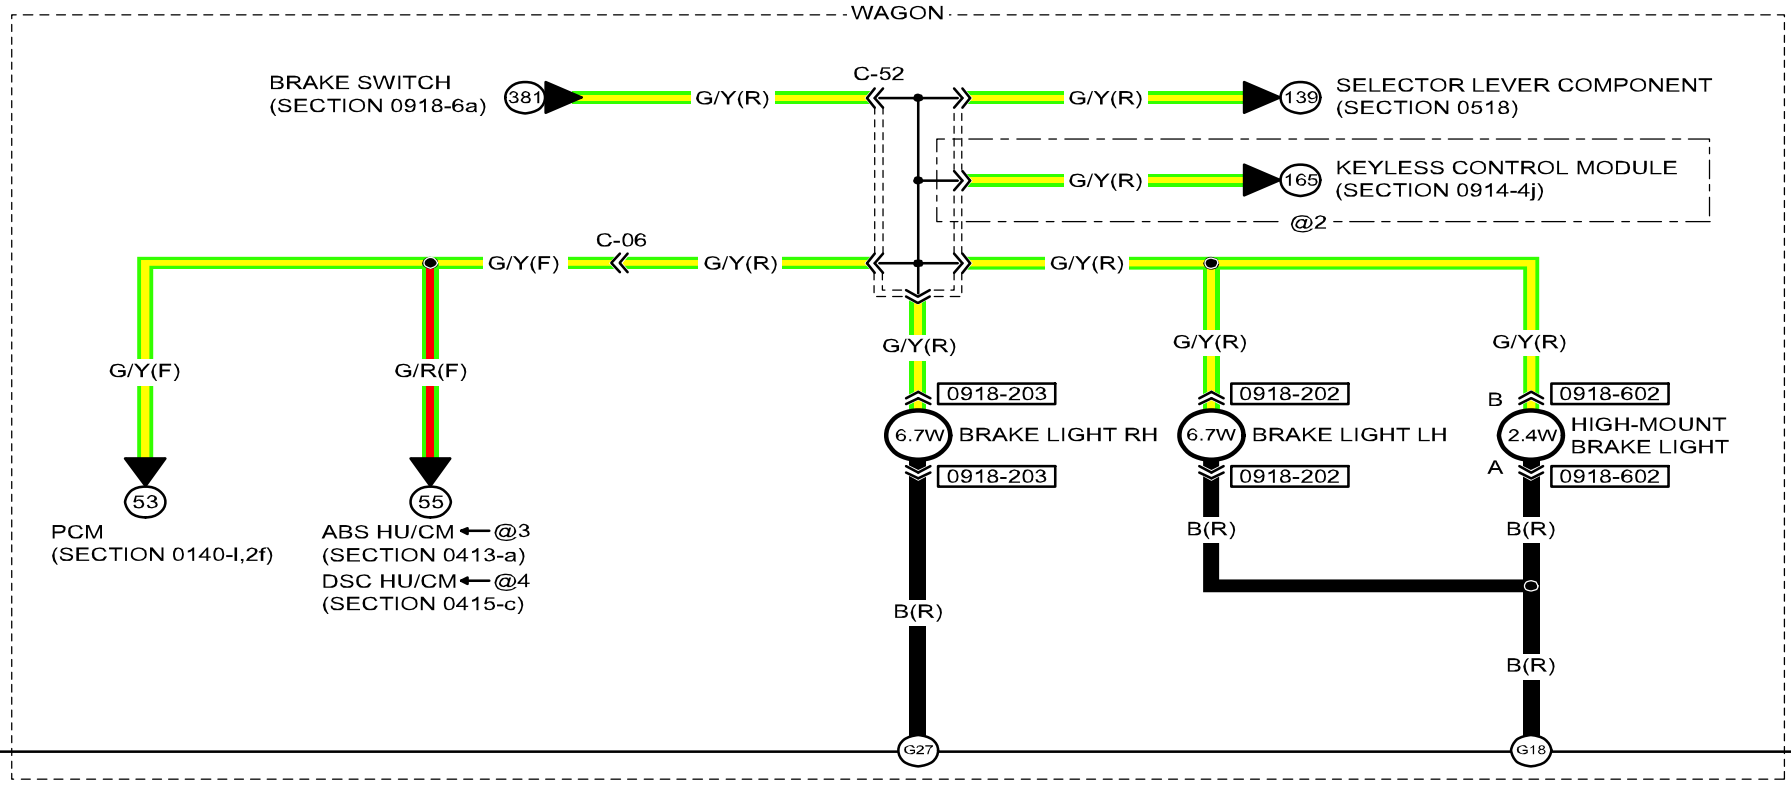 WAGON
BRAKE SWITCH
(SECTION 0918-6a)
381
G/Y(R)
C-52
G/Y(R)
139
SELECTOR LEVER COMPONENT
(SECTION 0518)
G/Y(R)
165
KEYLESS CONTROL MODULE
(SECTION 0914-4j)
@2
C-06
G/Y(F)
G/Y(R)
G/Y(R)
G/Y(F)
G/R(F)
G/Y(R)
G/Y(R)
G/Y(R)
0918-203
0918-202
B
0918-602
6.7W
BRAKE LIGHT RH
6.7W
BRAKE LIGHT LH
2.4W
HIGH-MOUNT
BRAKE LIGHT
A
0918-203
0918-202
0918-602
53
55
PCM
(SECTION 0140-I,2f)
ABS HU/CM
@3
(SECTION 0413-a)
DSC HU/CM
@4
(SECTION 0415-c)
B(R)
B(R)
B(R)
B(R)
G27
G18